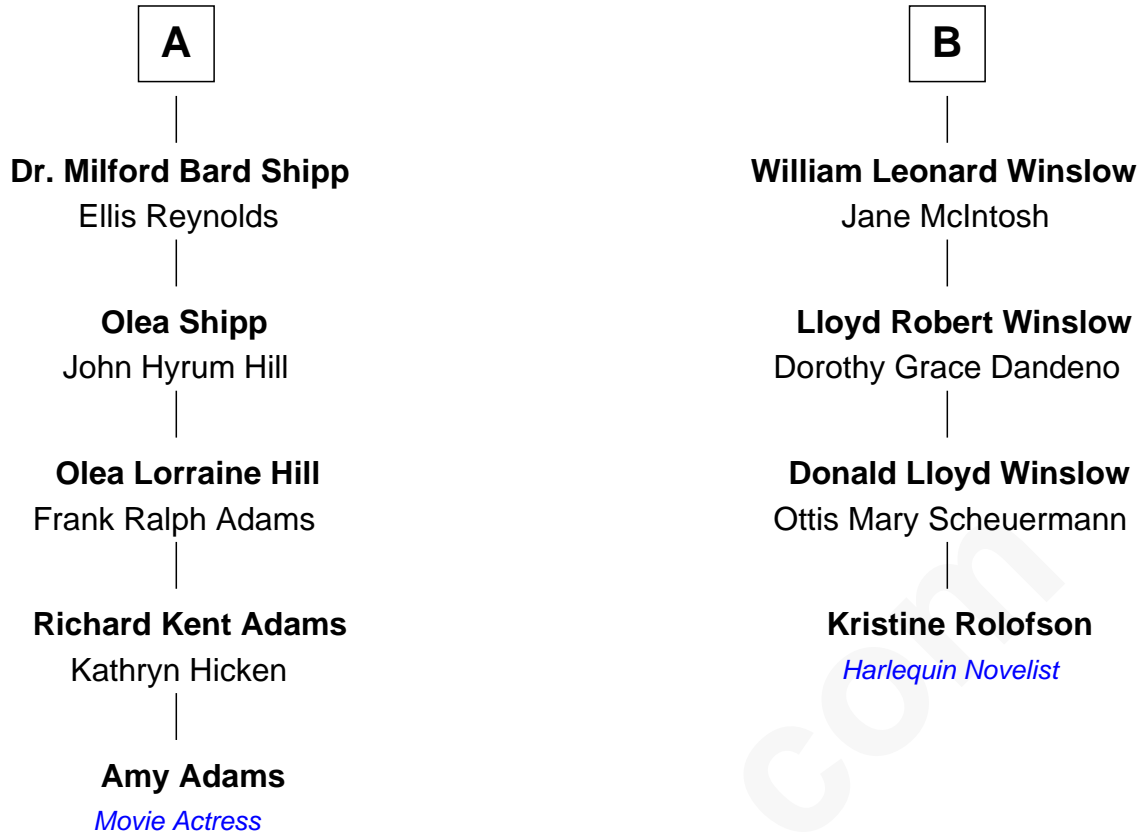 A
Dr. Milford Bard Shipp
Ellis Reynolds
Olea Shipp
John Hyrum Hill
Olea Lorraine Hill
Frank Ralph Adams
Richard Kent Adams
Kathryn Hicken
Amy Adams
Movie Actress
B
William Leonard Winslow
Jane McIntosh
Lloyd Robert Winslow
Dorothy Grace Dandeno
Donald Lloyd Winslow
Ottis Mary Scheuermann
Kristine Rolofson
Harlequin Novelist
com